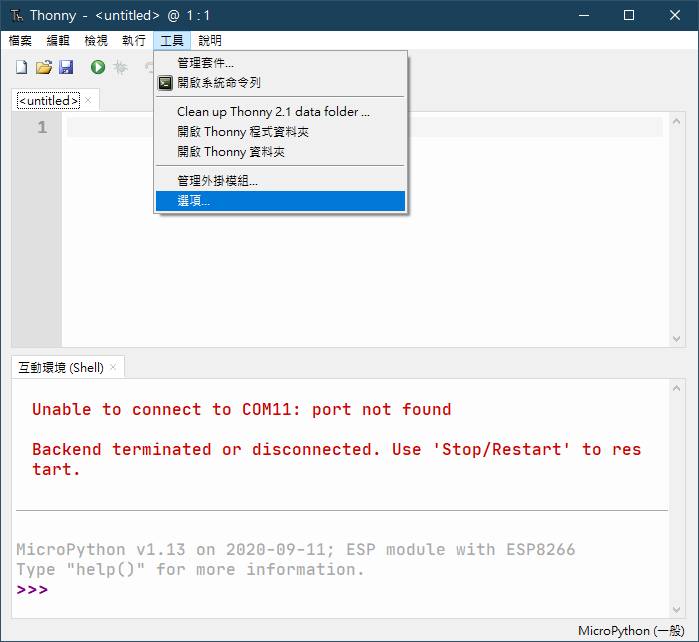 Thonny - <untitled> @ 1 : 1
檔案 編輯 檢視 執行 工具 說明
管理套件...
開啟系統命令列
<untitled> ×
Clean up Thonny 2.1 data folder ...
1
開啟 Thonny 程式資料夾
開啟 Thonny 資料夾
管理外掛模組...
選項...
互動環境 (Shell) ×
Unable to connect to COM11: port not found
Backend terminated or disconnected. Use 'Stop/Restart' to res
tart.
MicroPython v1.13 on 2020-09-11; ESP module with ESP8266
Type "help()" for more information.
>>>
MicroPython (一般)